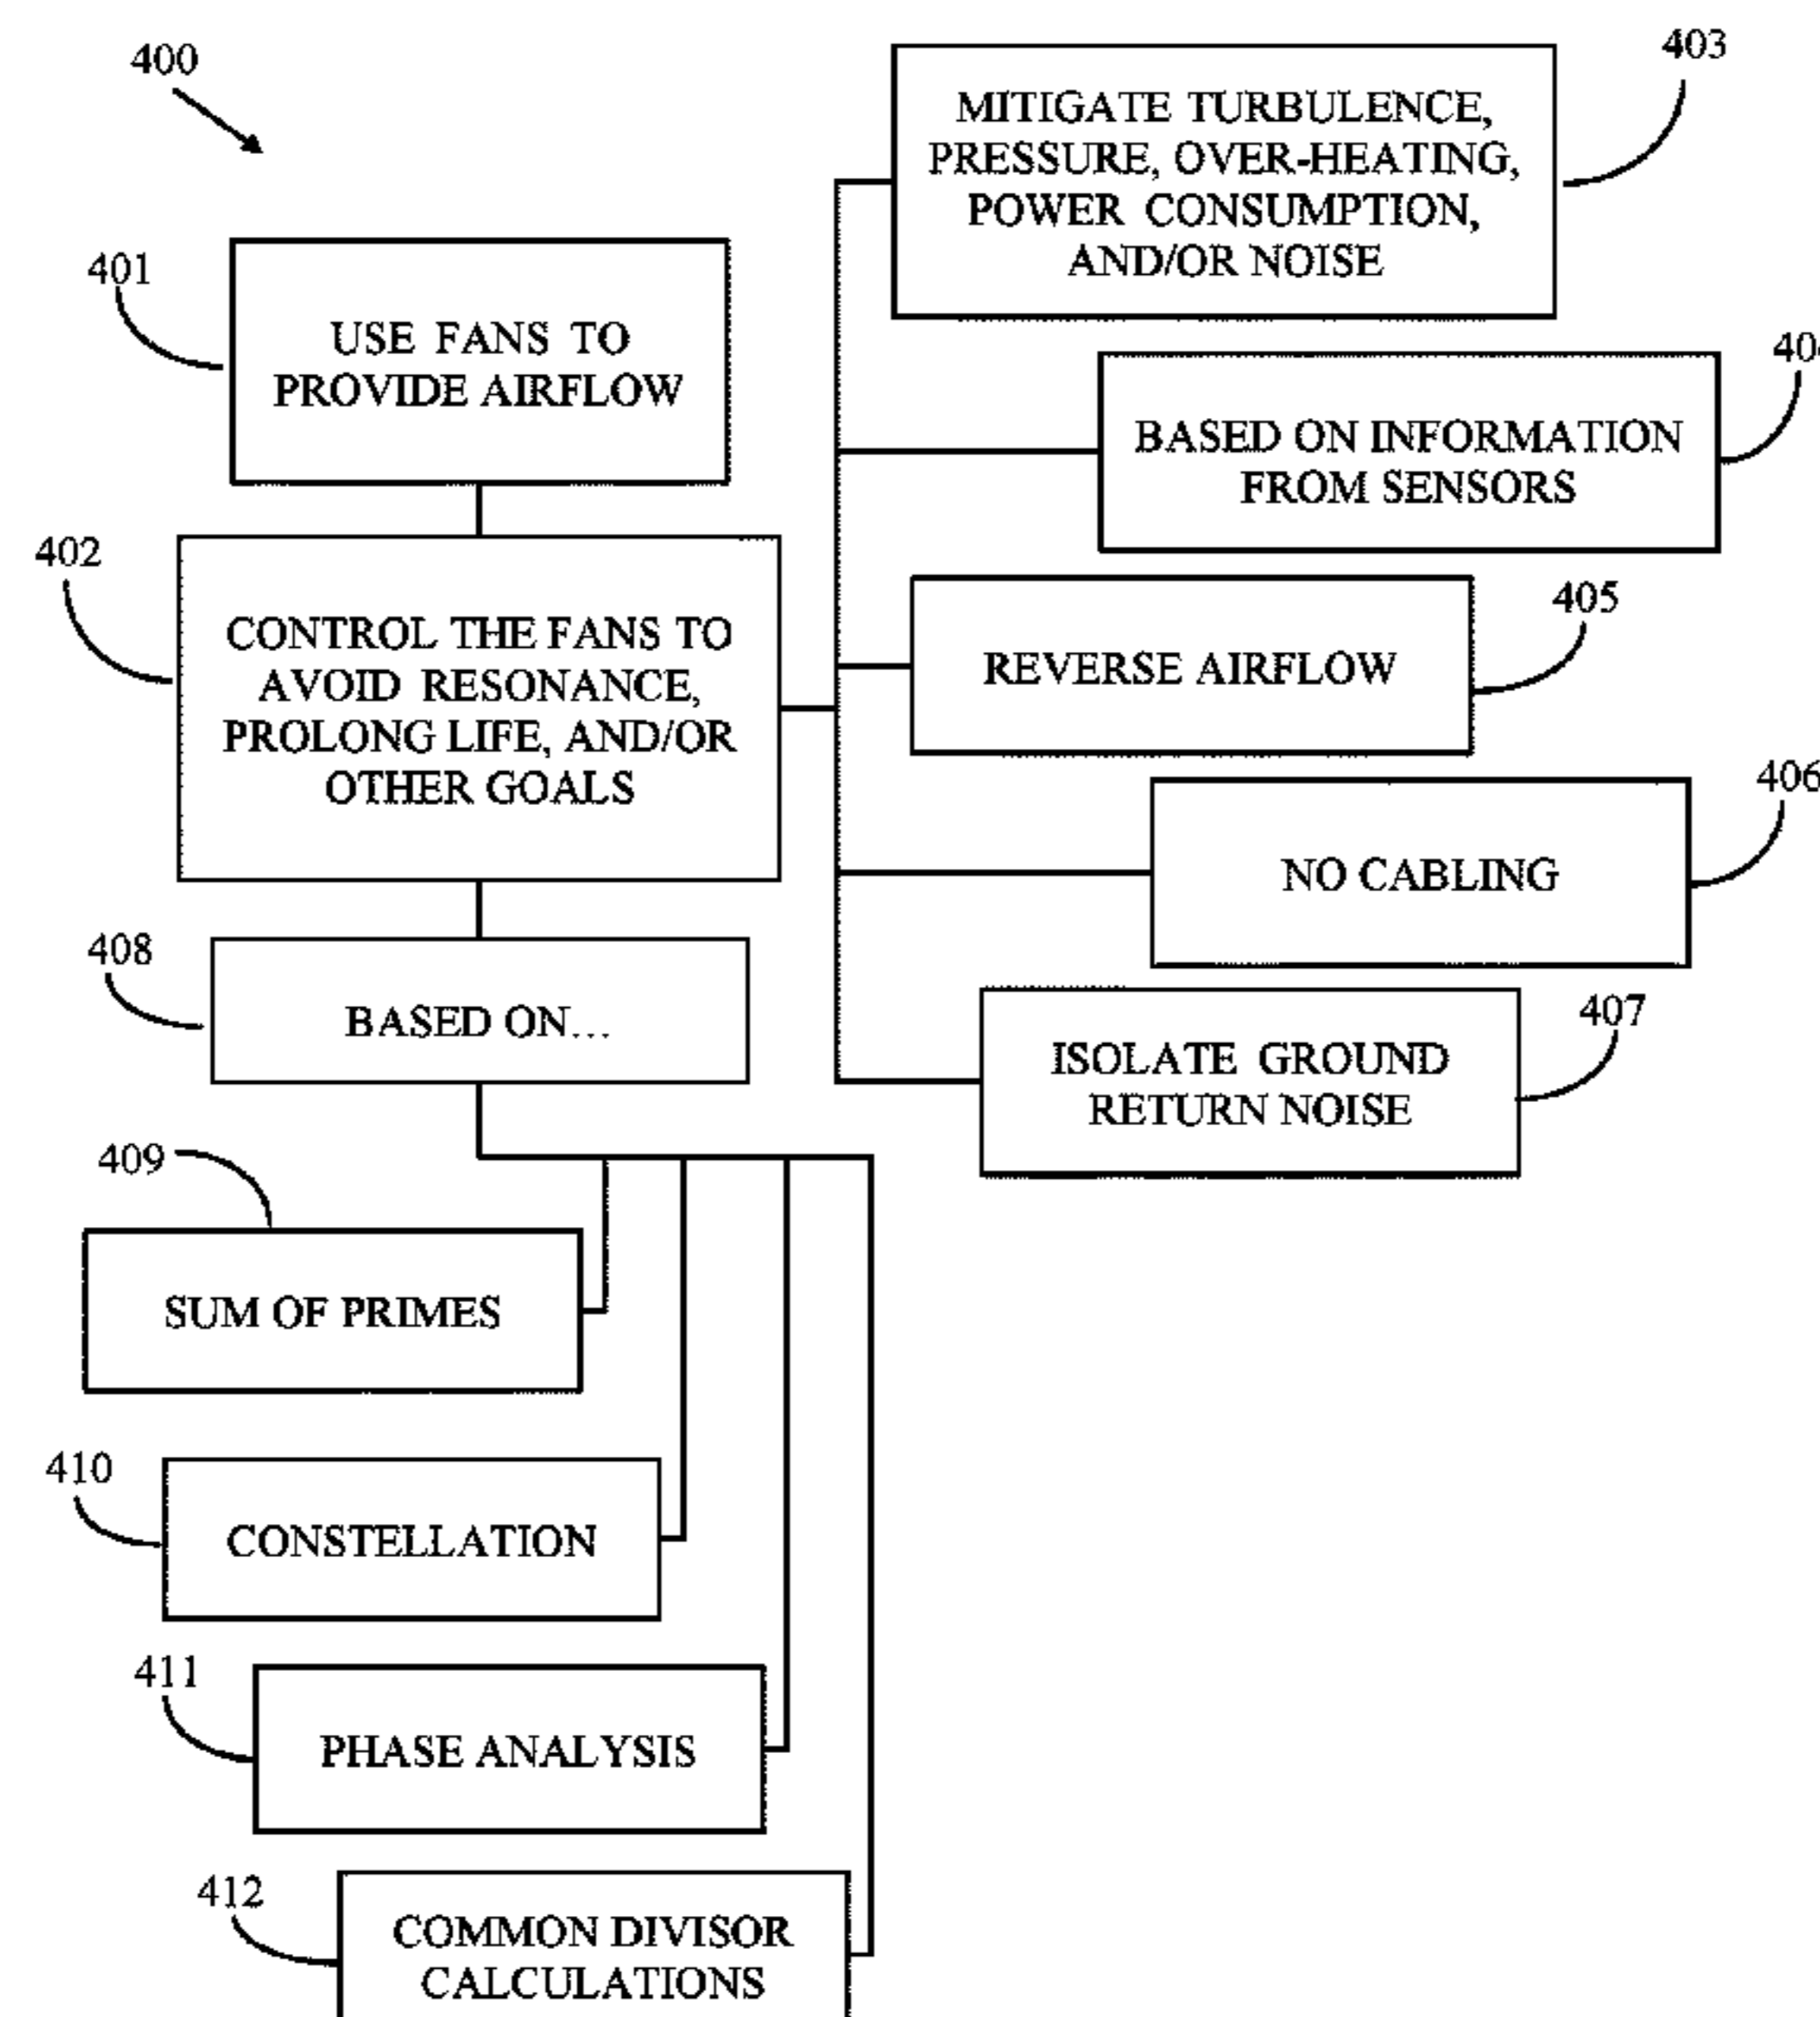 400
403
MITIGATE TURBULENCE,
PRESSURE, OVER-HEATING,
POWER CONSUMPTION,
AND/OR NOISE
401
USE FANS TO
PROVIDE AIRFLOW
BASED ON INFORMATION
FROM SENSORS
402
CONTROL THE FANS TO
AVOID RESONANCE,
PROLONG LIFE, AND/OR
OTHER GOALS
405
REVERSE AIRFLOW
406
NO CABLING
408
BASED ON...
407
ISOLATE GROUND
RETURN NOISE
409
SUM OF PRIMES
410
CONSTELLATION
411
PHASE ANALYSIS
412
COMMON DIVISOR
CALCULATIONS